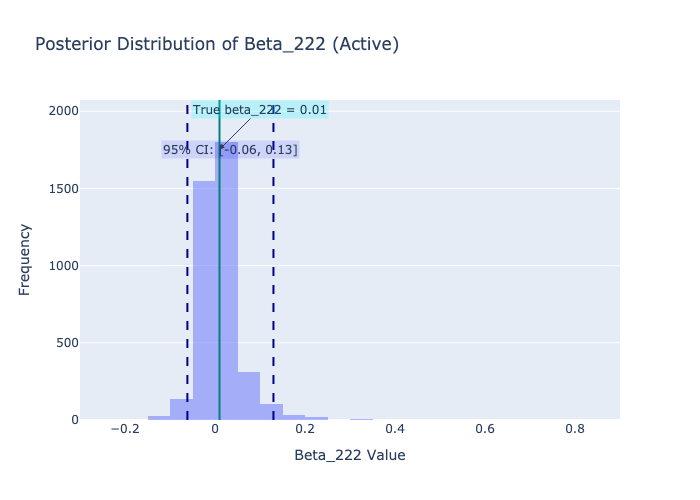 Posterior Distribution of Beta_222 (Active)
True beta_222 = 0.01
95% CI: [-0.06, 0.13]
2000
1500
1000
500
0
Frequency
−0.2 0 0.2 0.4 0.6 0.8
Beta_222 Value